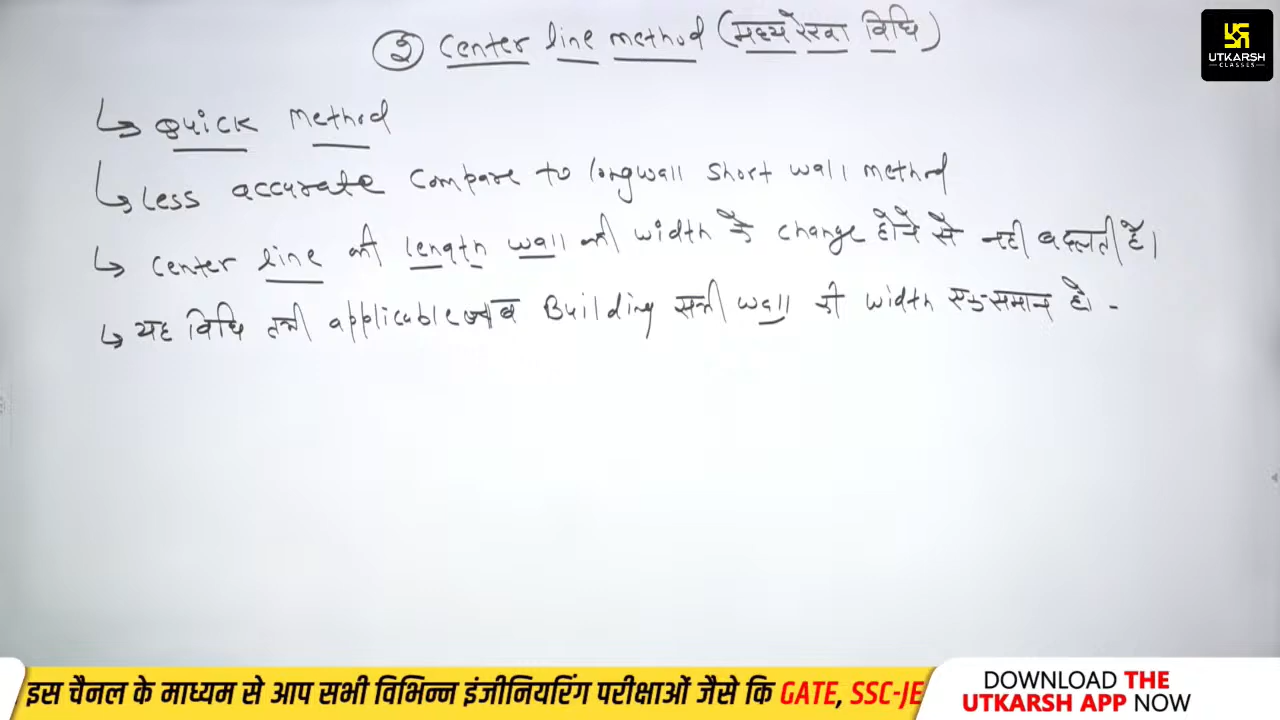 ② Center line method (मध्य रेखा विधि)
UTKARSH
CLASSES
↳ Quick Method
↳ Less accurate compare to longwall short wall method
↳ Center line की length wall की width के change होने से नही बदलती है।
↳ यह विधि तभी applicable जब Building सभी wall की width एकसमान हो -
इस चैनल के माध्यम से आप सभी विभिन्न इंजीनियरिंग परीक्षाओं जैसे कि GATE, SSC-JE
DOWNLOAD THE
UTKARSH APP NOW